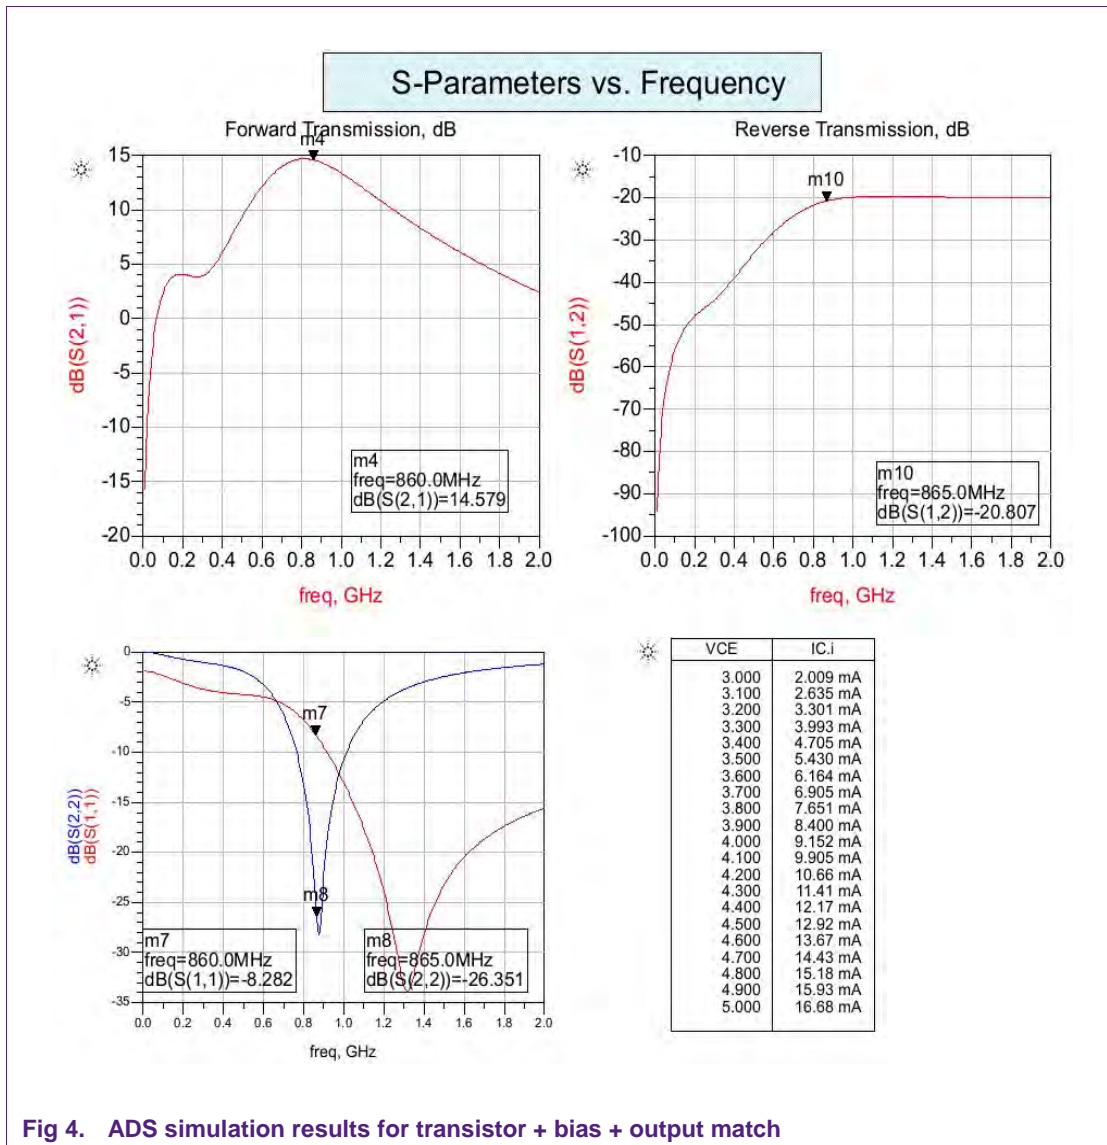 S-Parameters vs. Frequency
Forward Transmission, dB
m4
15
10
5
0
-5
-10
-15
-20
dB(S(2,1))
m4
freq=860.0MHz
dB(S(2,1))=14.579
0.0 0.2 0.4 0.6 0.8 1.0 1.2 1.4 1.6 1.8 2.0
freq, GHz
Reverse Transmission, dB
m10
-10
-20
-30
-40
-50
-60
-70
-80
-90
-100
dB(S(1,2))
m10
freq=865.0MHz
dB(S(1,2))=-20.807
0.0 0.2 0.4 0.6 0.8 1.0 1.2 1.4 1.6 1.8 2.0
freq, GHz
0
-5
-10
-15
-20
-25
-30
-35
dB(S(2,2))
dB(S(1,1))
m7
m8
m7
freq=860.0MHz
dB(S(1,1))=-8.282
m8
freq=865.0MHz
dB(S(2,2))=-26.351
0.0 0.2 0.4 0.6 0.8 1.0 1.2 1.4 1.6 1.8 2.0
freq, GHz
VCE IC.i
3.000 2.009 mA
3.100 2.635 mA
3.200 3.301 mA
3.300 3.993 mA
3.400 4.705 mA
3.500 5.430 mA
3.600 6.164 mA
3.700 6.905 mA
3.800 7.651 mA
3.900 8.400 mA
4.000 9.152 mA
4.100 9.905 mA
4.200 10.66 mA
4.300 11.41 mA
4.400 12.17 mA
4.500 12.92 mA
4.600 13.67 mA
4.700 14.43 mA
4.800 15.18 mA
4.900 15.93 mA
5.000 16.68 mA
Fig 4. ADS simulation results for transistor + bias + output match